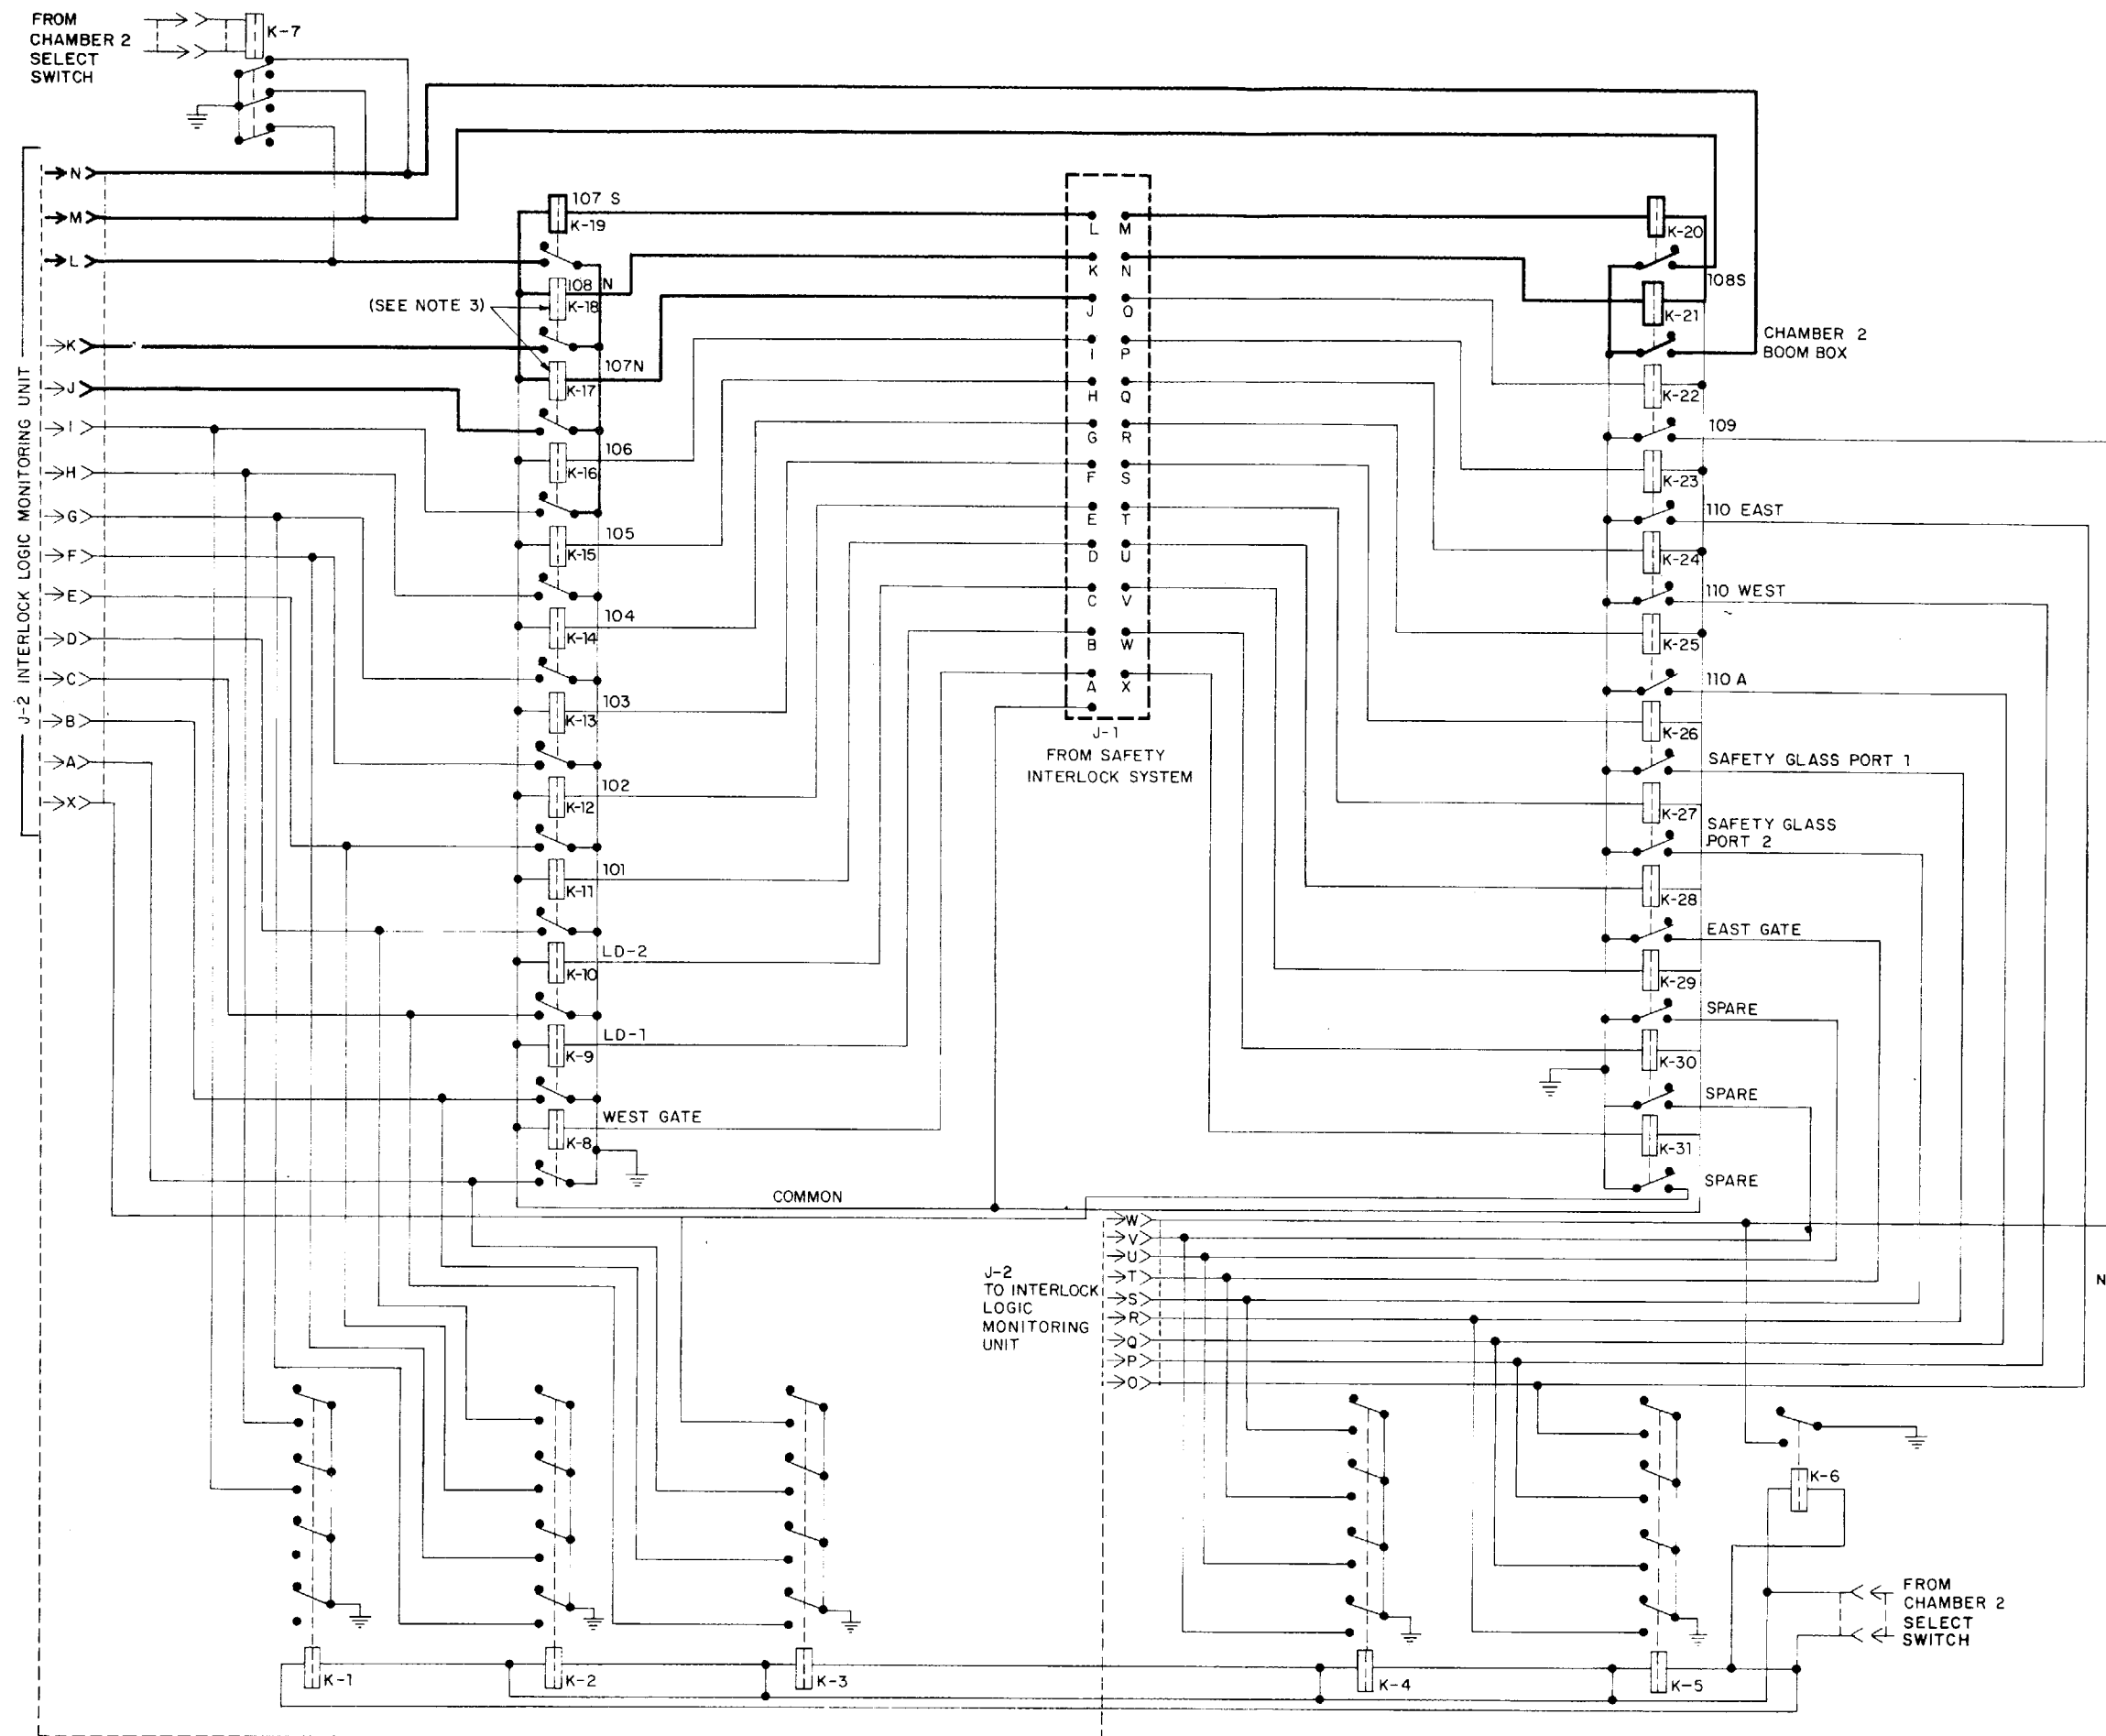 FROM
CHAMBER 2
SELECT
SWITCH
K-7
J-2 INTERLOCK LOGIC MONITORING UNIT
N
M
L
K
J
I
H
G
F
E
D
C
B
A
X
(SEE NOTE 3)
107 S
K-19
108 N
K-18
107N
K-17
106
K-16
105
K-15
104
K-14
103
K-13
102
K-12
101
K-11
LD-2
K-10
LD-1
K-9
WEST GATE
K-8
COMMON
L M
K N
J O
I P
H Q
G R
F S
E T
D U
C V
B W
A X
J-1
FROM SAFETY
INTERLOCK SYSTEM
K-20
108S
K-21
CHAMBER 2
BOOM BOX
K-22
109
K-23
110 EAST
K-24
110 WEST
K-25
110 A
K-26
SAFETY GLASS PORT 1
K-27
SAFETY GLASS
PORT 2
K-28
EAST GATE
K-29
SPARE
K-30
SPARE
K-31
SPARE
J-2
TO INTERLOCK
LOGIC
MONITORING
UNIT
W
V
U
T
S
R
Q
P
O
N
K-6
FROM
CHAMBER 2
SELECT
SWITCH
K-1
K-2
K-3
K-4
K-5